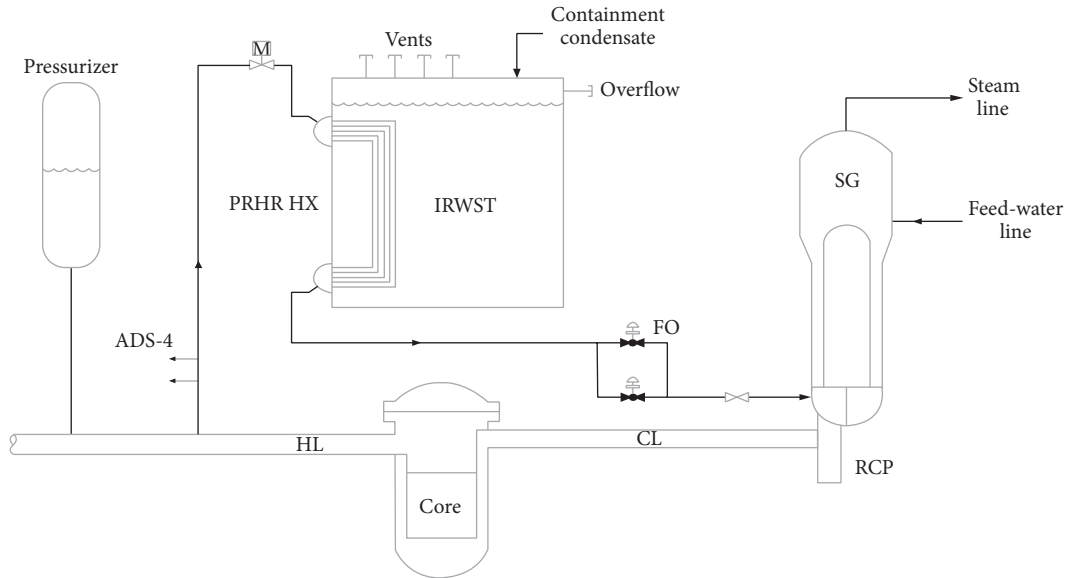 Containment
condensate
Vents
M
Pressurizer
Overflow
Steam
line
SG
PRHR HX
IRWST
Feed-water
line
ADS-4
FO
HL
CL
RCP
Core